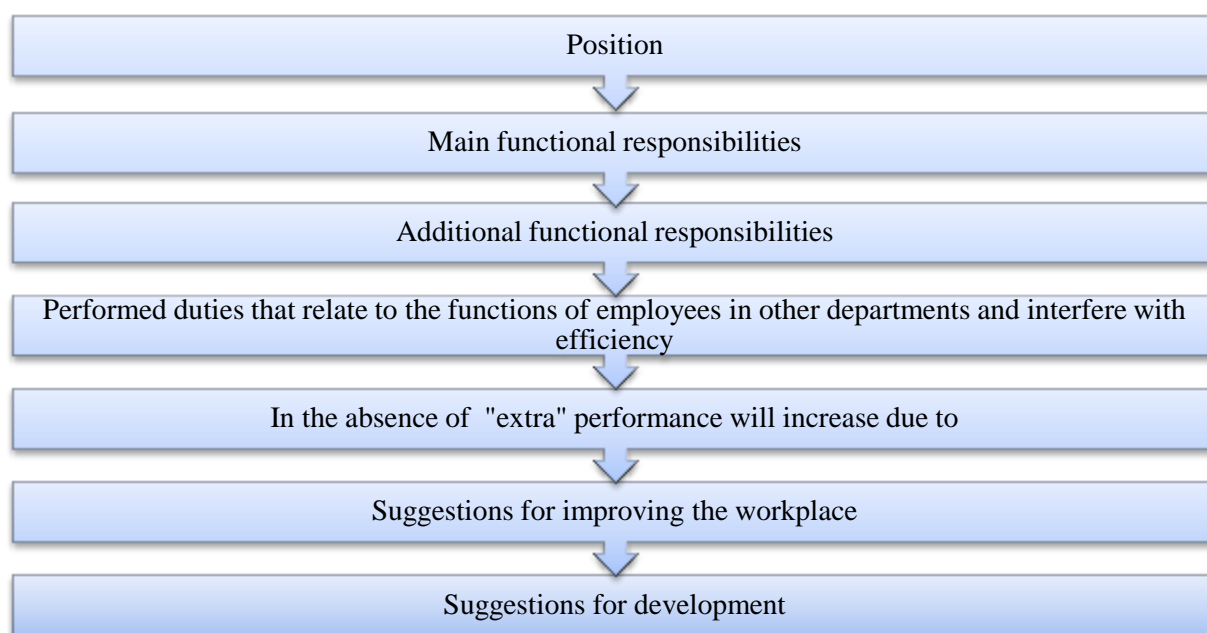 Position
Main functional responsibilities
Additional functional responsibilities
Performed duties that relate to the functions of employees in other departments and interfere with
efficiency
In the absence of "extra" performance will increase due to
Suggestions for improving the workplace
Suggestions for development